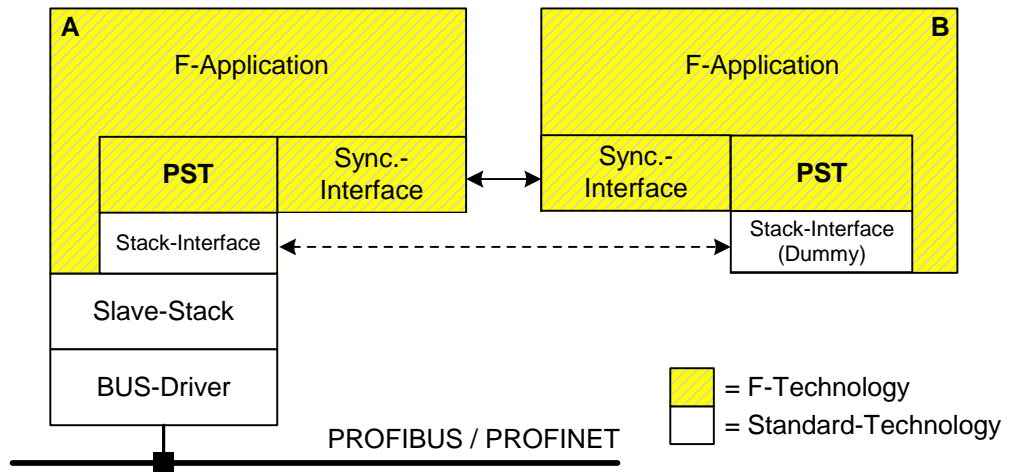 A
F-Application
PST
Sync.-
Interface
Stack-Interface
Slave-Stack
BUS-Driver
PROFIBUS / PROFINET
B
F-Application
Sync.-
Interface
PST
Stack-Interface
(Dummy)
= F-Technology
= Standard-Technology